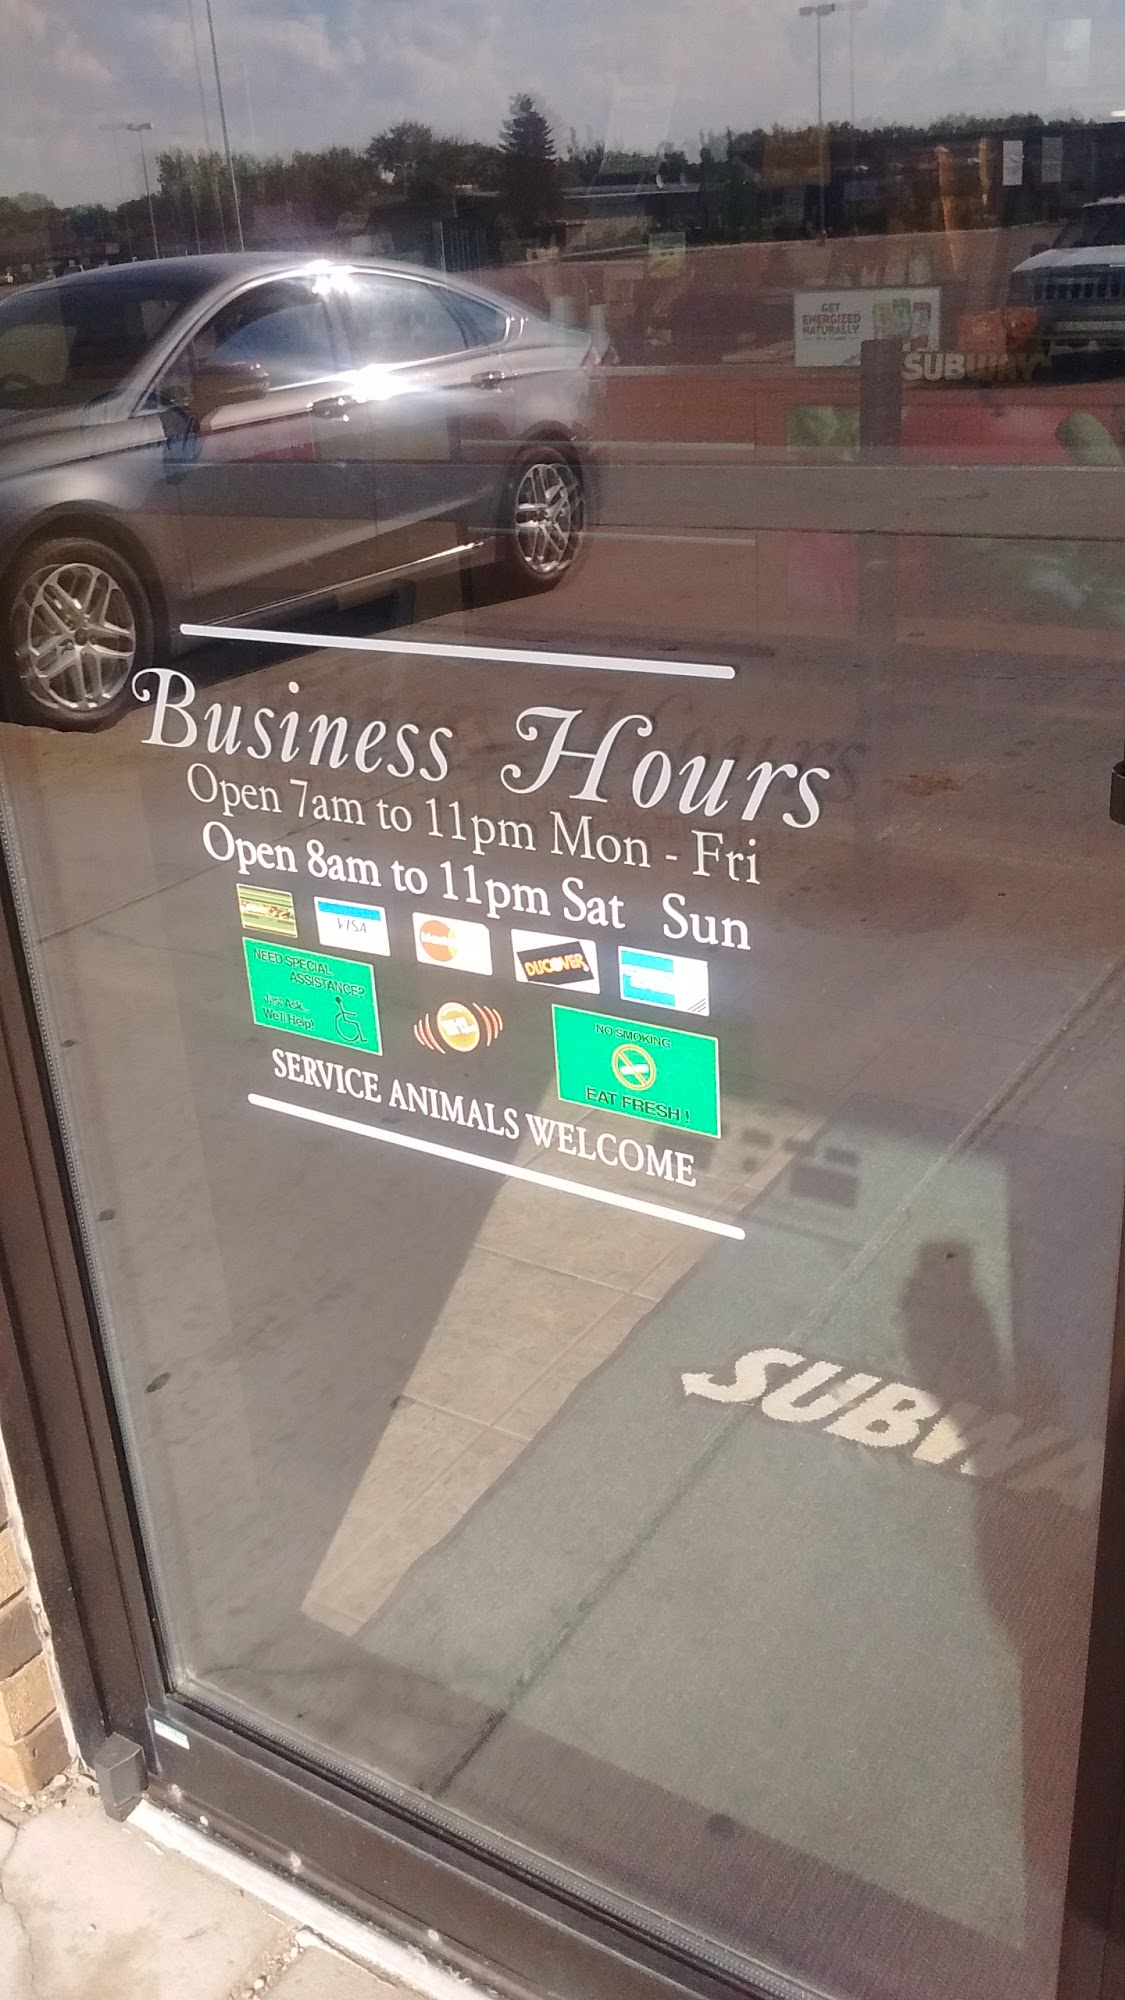 GET
ENERGIZED
NATURALLY
SUBWAY
Business Hours
Open 7am to 11pm Mon - Fri
Open 8am to 11pm Sat Sun
VISA
DISCOVER
NEED SPECIAL
ASSISTANCE?
Just Ask...
We'll Help!
NO SMOKING
EAT FRESH!
SERVICE ANIMALS WELCOME
SUBWA